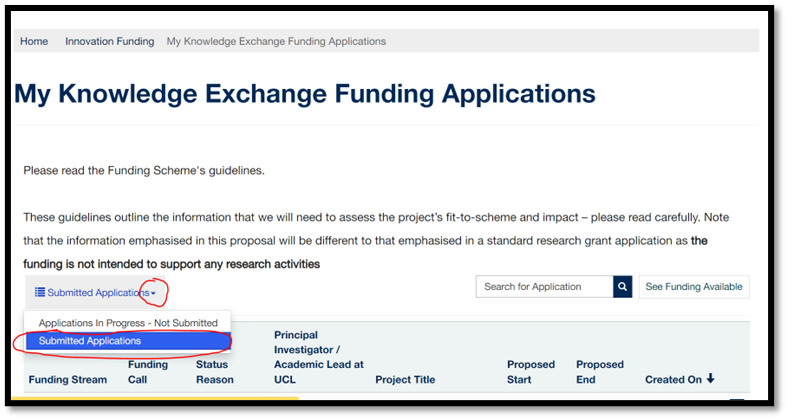 Home Innovation Funding My Knowledge Exchange Funding Applications
My Knowledge Exchange Funding Applications
Please read the Funding Scheme's guidelines.
These guidelines outline the information that we will need to assess the project's fit-to-scheme and impact – please read carefully. Note
that the information emphasised in this proposal will be different to that emphasised in a standard research grant application as the
funding is not intended to support any research activities
Submitted Applications
Search for Application
See Funding Available
Applications In Progress - Not Submitted
Submitted Applications
Funding Stream
Funding
Call
Status
Reason
Principal
Investigator /
Academic Lead at
UCL
Project Title
Proposed
Start
Proposed
End
Created On